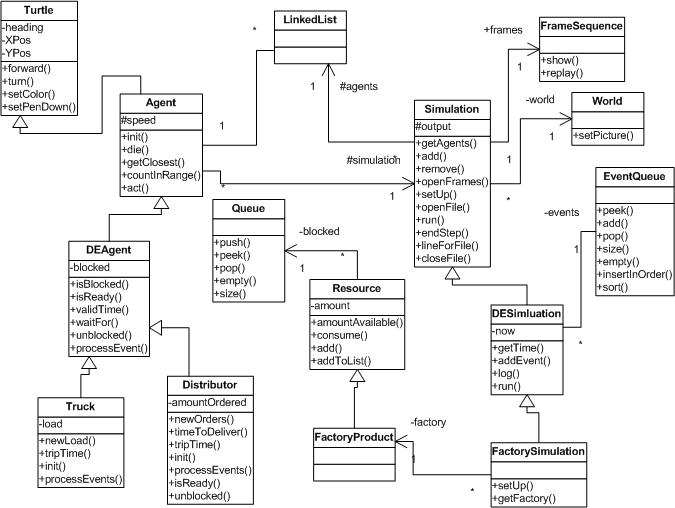 Turtle
-heading
-XPos
-YPos
+forward()
+turn()
+setColor()
+setPenDown()
*
LinkedList
1
#agents
+frames
1
1
FrameSequence
+show()
+replay()
Agent
#speed
+init()
+die()
+getClosest()
+countInRange()
+act()
1
#simulation
*
*
1
Simulation
#output
+getAgents()
+add()
+remove()
+openFrames()
+setUp()
+openFile()
+run()
+endStep()
+lineForFile()
+closeFile()
-world
1
*
World
+setPicture()
EventQueue
+peek()
+add()
+pop()
+size()
+empty()
+insertInOrder()
+sort()
-events
1
*
Queue
+push()
+peek()
+pop()
+empty()
+size()
-blocked
1
*
DEAgent
-blocked
+isBlocked()
+isReady()
+validTime()
+waitFor()
+unblocked()
+processEvent()
Resource
-amount
+amountAvailable()
+consume()
+add()
+addToList()
DESimluation
-now
+getTime()
+addEvent()
+log()
+run()
Truck
-load
+newLoad()
+tripTime()
+init()
+processEvents()
Distributor
-amountOrdered
+newOrders()
+timeToDeliver()
+tripTime()
+init()
+processEvents()
+isReady()
+unblocked()
FactoryProduct
-factory
1
*
FactorySimulation
+setUp()
+getFactory()